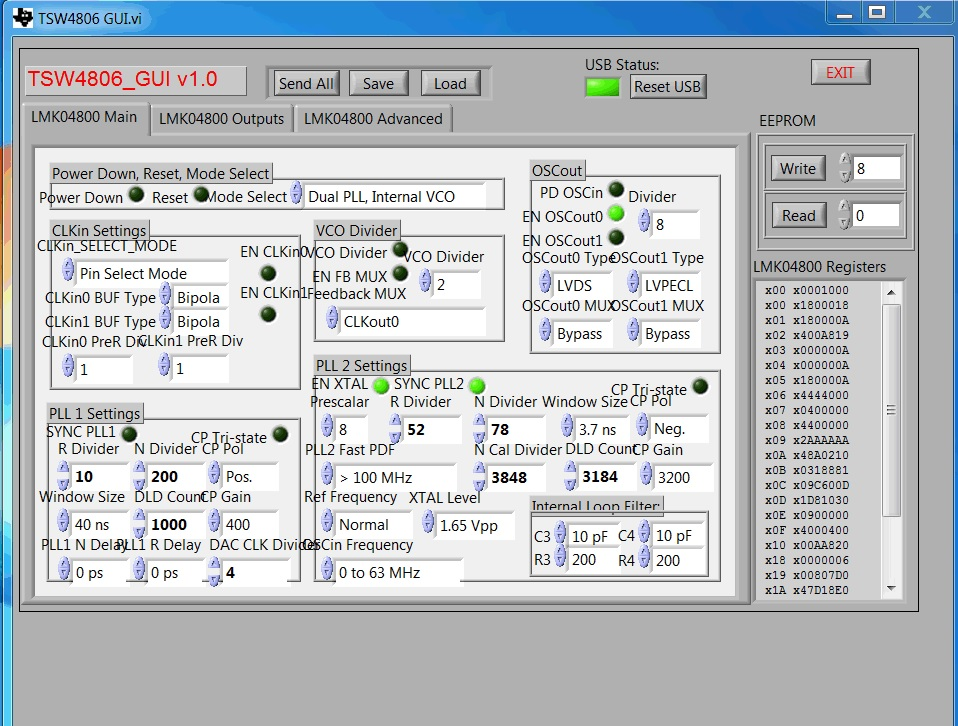 TSW4806 GUI.vi
TSW4806_GUI v1.0
Send All Save Load
USB Status:
Reset USB
EXIT
LMK04800 Main LMK04800 Outputs LMK04800 Advanced
EEPROM
Write 8
Read 0
Power Down, Reset, Mode Select
Power Down Reset Mode Select Dual PLL, Internal VCO
CLKin Settings
CLKin_SELECT_MODE
Pin Select Mode
EN CLKin0
CLKin0 BUF Type Bipola
EN CLKin1
CLKin1 BUF Type Bipola
CLKin0 PreR Div CLKin1 PreR Div
1 1
VCO Divider
VCO Divider VCO Divider
EN FB MUX 2
Feedback MUX
CLKout0
OSCout
PD OSCin Divider
EN OSCout0 8
EN OSCout1
OSCout0 Type OSCout1 Type
LVDS LVPECL
OSCout0 MUX OSCout1 MUX
Bypass Bypass
PLL 1 Settings
SYNC PLL1 CP Tri-state
R Divider N Divider CP Pol
10 200 Pos.
Window Size DLD Count CP Gain
40 ns 1000 400
PLL1 N Delay PLL1 R Delay DAC CLK Divider
0 ps 0 ps 4
PLL 2 Settings
EN XTAL SYNC PLL2 CP Tri-state
Prescalar R Divider N Divider Window Size CP Pol
8 52 78 3.7 ns Neg.
PLL2 Fast PDF N Cal Divider DLD Count CP Gain
> 100 MHz 3848 3184 3200
Ref Frequency XTAL Level
Normal 1.65 Vpp
OSCin Frequency
0 to 63 MHz
Internal Loop Filter:
C3 10 pF C4 10 pF
R3 200 R4 200
LMK04800 Registers
x00 x0001000
x00 x1800018
x01 x180000A
x02 x400A819
x03 x000000A
x04 x000000A
x05 x180000A
x06 x4444000
x07 x0400000
x08 x4400000
x09 x2AAAAAA
x0A x48A0210
x0B x0318881
x0C x09C600D
x0D x1D81030
x0E x0900000
x0F x4000400
x10 x00AA820
x18 x0000006
x19 x00807D0
x1A x47D18E0